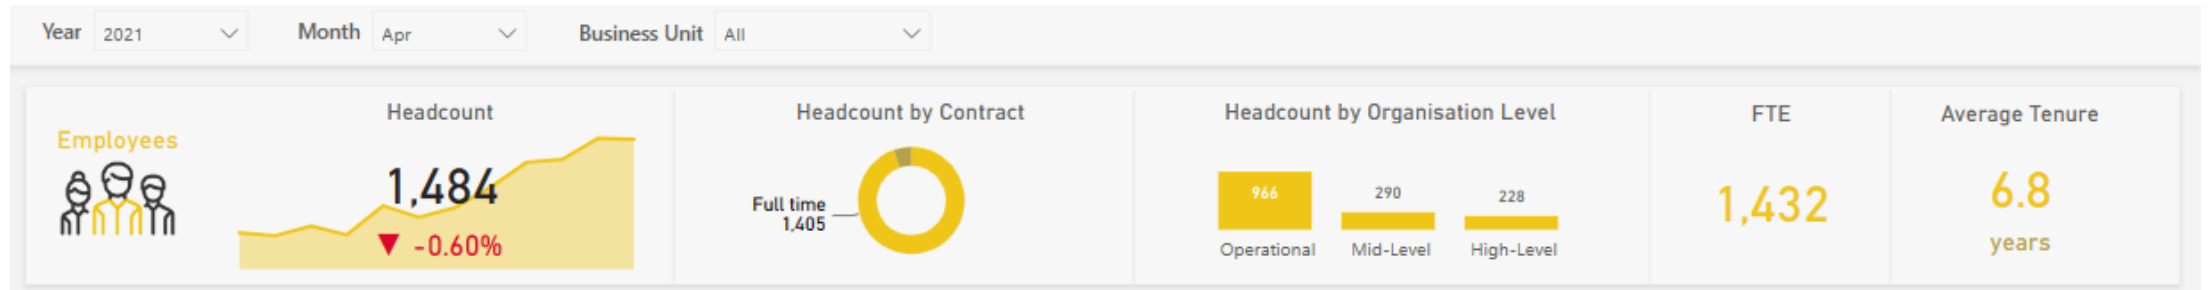 Year 2021 Month Apr Business Unit All
Employees
Headcount
1,484
▼ -0.60%
Headcount by Contract
Full time
1,405
Headcount by Organisation Level
966 290 228
Operational Mid-Level High-Level
FTE
1,432
Average Tenure
6.8
years